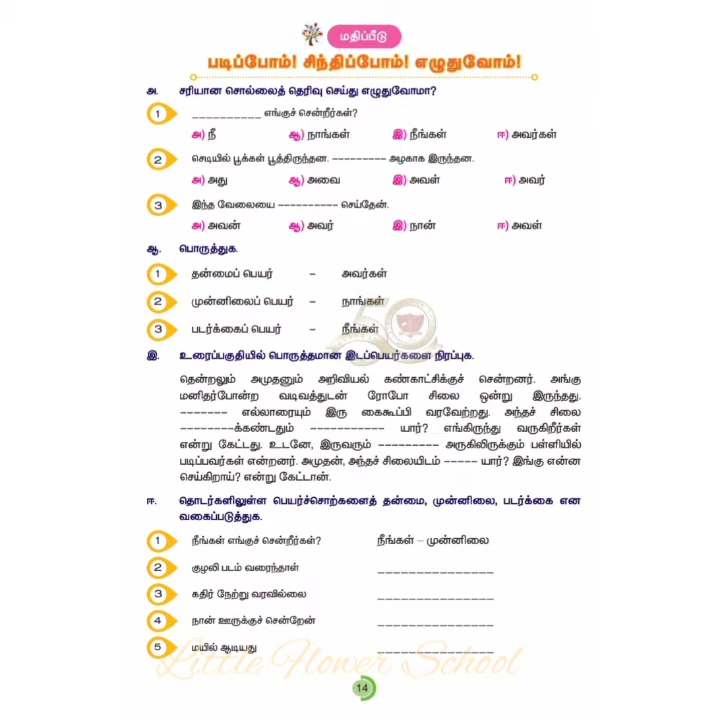 மதிப்பீடு
படிப்போம்! சிந்திப்போம்! எழுதுவோம்!
அ. சரியான சொல்லைத் தெரிவு செய்து எழுதுவோமா?
1 __________ எங்குச் சென்றீர்கள்?
அ) நீ ஆ) நாங்கள் இ) நீங்கள் ஈ) அவர்கள்
2 செடியில் பூக்கள் பூத்திருந்தன. --------- அழகாக இருந்தன.
அ) அது ஆ) அவை இ) அவள் ஈ) அவர்
3 இந்த வேலையை ---------- செய்தேன்.
அ) அவன் ஆ) அவர் இ) நான் ஈ) அவள்
ஆ. பொருத்துக.
1 தன்மைப் பெயர் – அவர்கள்
2 முன்னிலைப் பெயர் – நாங்கள்
3 படர்க்கைப் பெயர் – நீங்கள்
இ. உரைப்பகுதியில் பொருத்தமான இடப்பெயர்களை நிரப்புக.
தென்றலும் அமுதனும் அறிவியல் கண்காட்சிக்குச் சென்றனர். அங்கு
மனிதர்போன்ற வடிவத்துடன் ரோபோ சிலை ஒன்று இருந்தது.
------- எல்லாரையும் இரு கைகூப்பி வரவேற்றது. அந்தச் சிலை
--------க்கண்டதும் ----------- யார்? எங்கிருந்து வருகிறீர்கள்
என்று கேட்டது. உடனே, இருவரும் --------- அருகிலிருக்கும் பள்ளியில்
படிப்பவர்கள் என்றனர். அமுதன், அந்தச் சிலையிடம் ----- யார்? இங்கு என்ன
செய்கிறாய்? என்று கேட்டான்.
ஈ. தொடர்களிலுள்ள பெயர்ச்சொற்களைத் தன்மை, முன்னிலை, படர்க்கை என
வகைப்படுத்துக.
1 நீங்கள் எங்குச் சென்றீர்கள்? நீங்கள் – முன்னிலை
2 குழலி படம் வரைந்தாள் _______________
3 கதிர் நேற்று வரவில்லை _______________
4 நான் ஊருக்குச் சென்றேன் _______________
5 மயில் ஆடியது _______________
Little Flower School
14